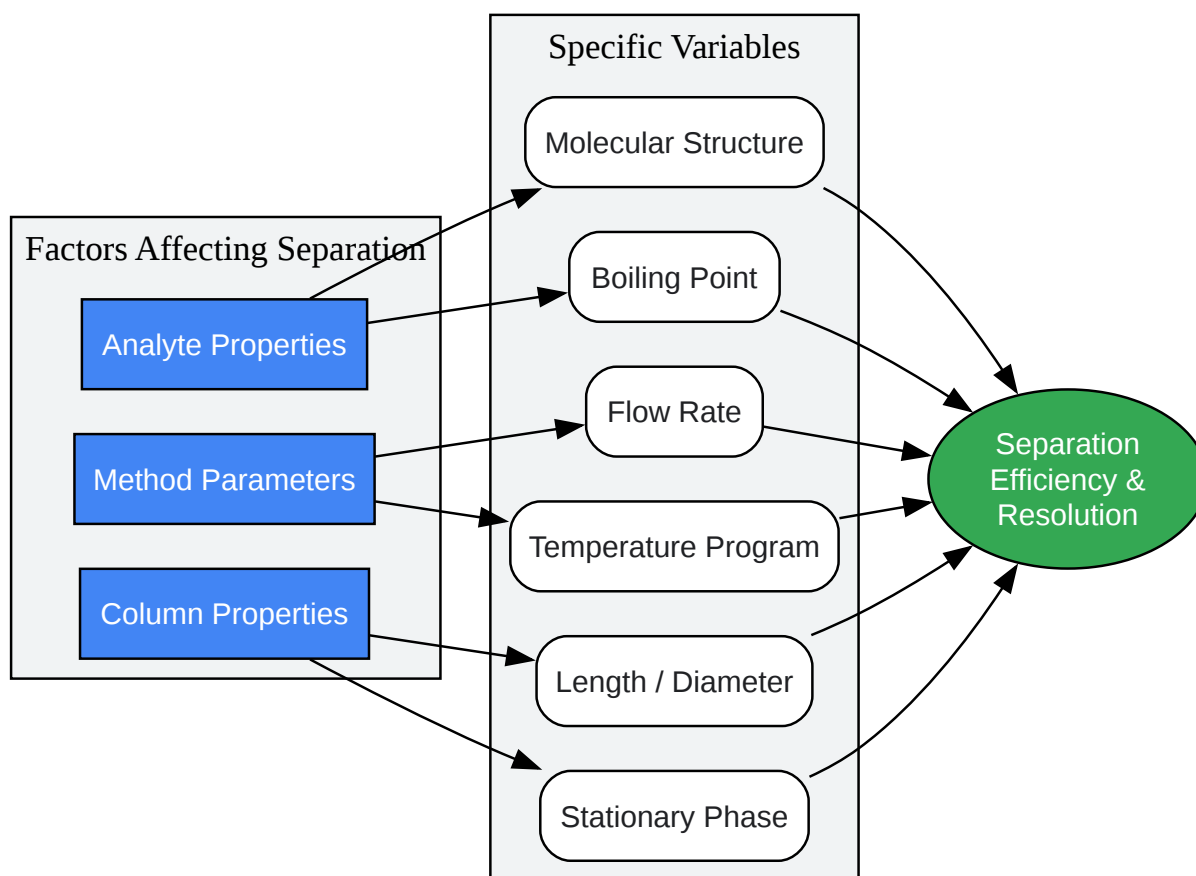 Factors Affecting Separation
Analyte Properties
Method Parameters
Column Properties
Specific Variables
Molecular Structure
Boiling Point
Flow Rate
Temperature Program
Length / Diameter
Stationary Phase
Separation
Efficiency &
Resolution